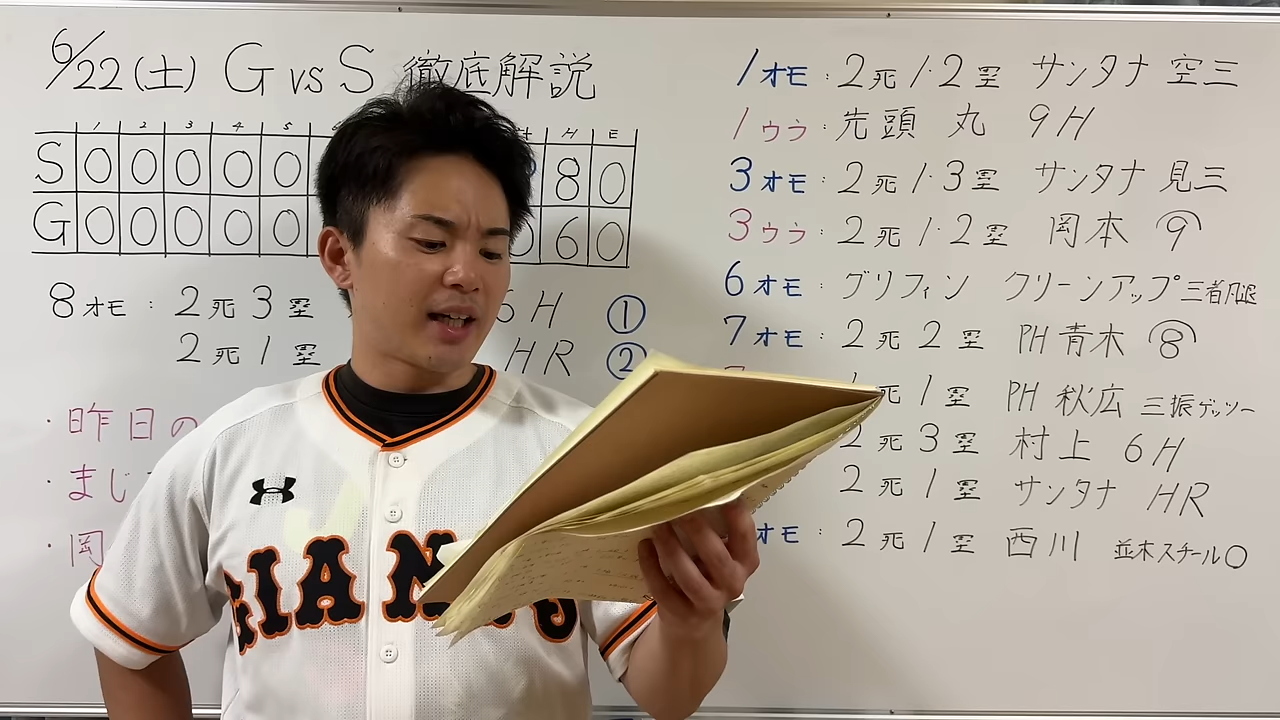 6/22(土) G vs S 徹底解説
1 2 3 4 5 H E
S 0 0 0 0 0 8 0
G 0 0 0 0 0 6 0
8オモ : 2死3塁 6H ①
2死1塁 HR ②
・昨日の
・まじ
・岡
1オモ : 2死1・2塁 サンタナ 空三
1ウラ : 先頭 丸 9H
3オモ : 2死1・3塁 サンタナ 見三
3ウラ : 2死1・2塁 岡本 9
6オモ : グリフィン クリーンアップ三者凡退
7オモ : 2死2塁 PH青木 8
死1塁 PH 秋広 三振ゲッツー
2死3塁 村上 6H
2死1塁 サンタナ HR
オモ : 2死1塁 西川 並木スチール○
GIANTS